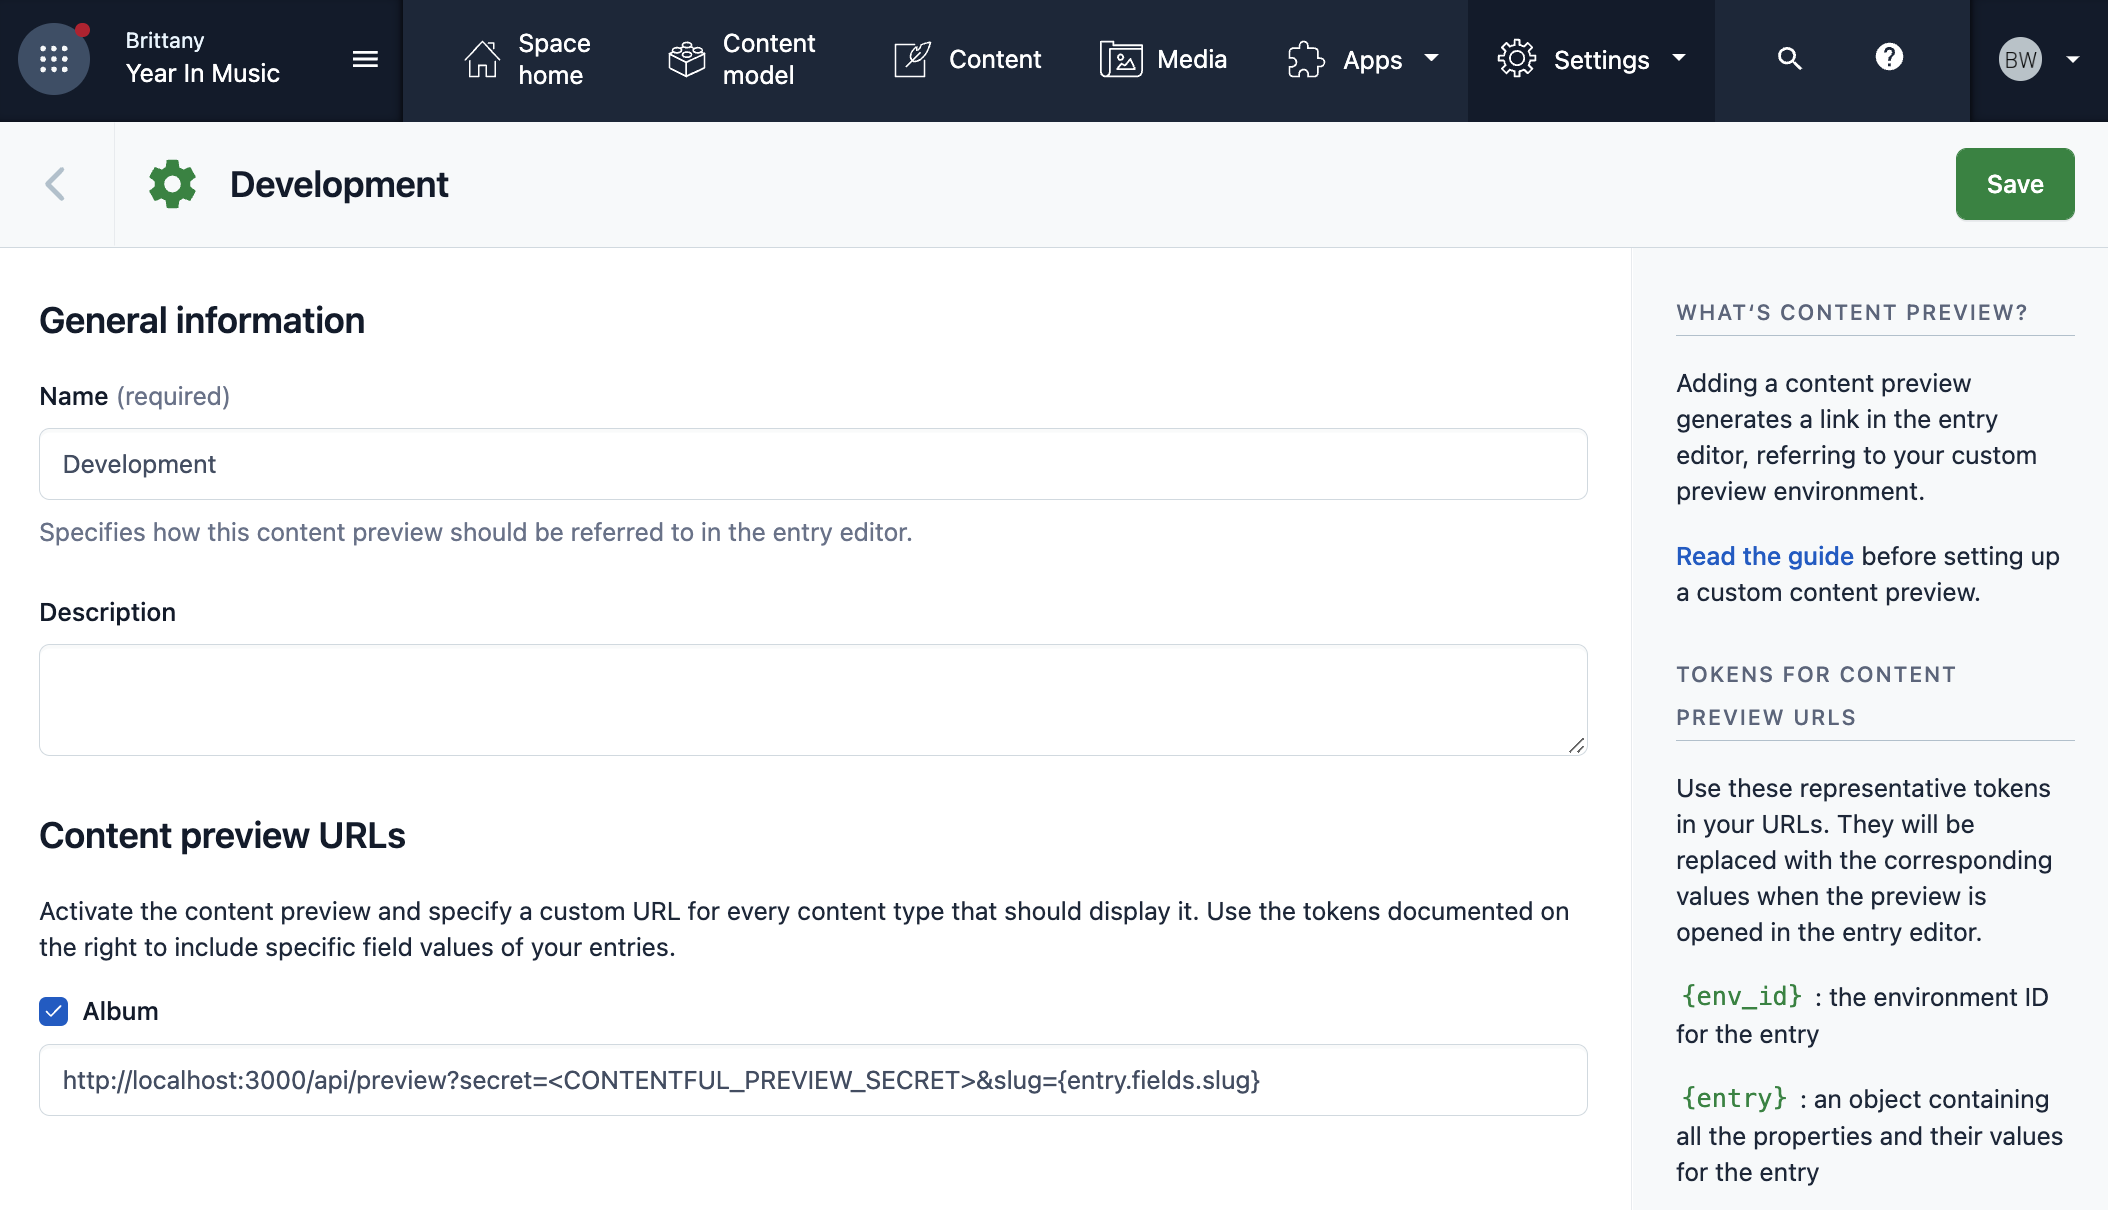 Brittany
Year In Music
Space
home
Content
model
Content
Media
Apps
Settings
BW
Development
Save
General information
Name (required)
Development
Specifies how this content preview should be referred to in the entry editor.
Description
Content preview URLs
Activate the content preview and specify a custom URL for every content type that should display it. Use the tokens documented on
the right to include specific field values of your entries.
Album
http://localhost:3000/api/preview?secret=<CONTENTFUL_PREVIEW_SECRET>&slug={entry.fields.slug}
WHAT‘S CONTENT PREVIEW?
Adding a content preview
generates a link in the entry
editor, referring to your custom
preview environment.
Read the guide before setting up
a custom content preview.
TOKENS FOR CONTENT
PREVIEW URLS
Use these representative tokens
in your URLs. They will be
replaced with the corresponding
values when the preview is
opened in the entry editor.
{env_id} : the environment ID
for the entry
{entry} : an object containing
all the properties and their values
for the entry